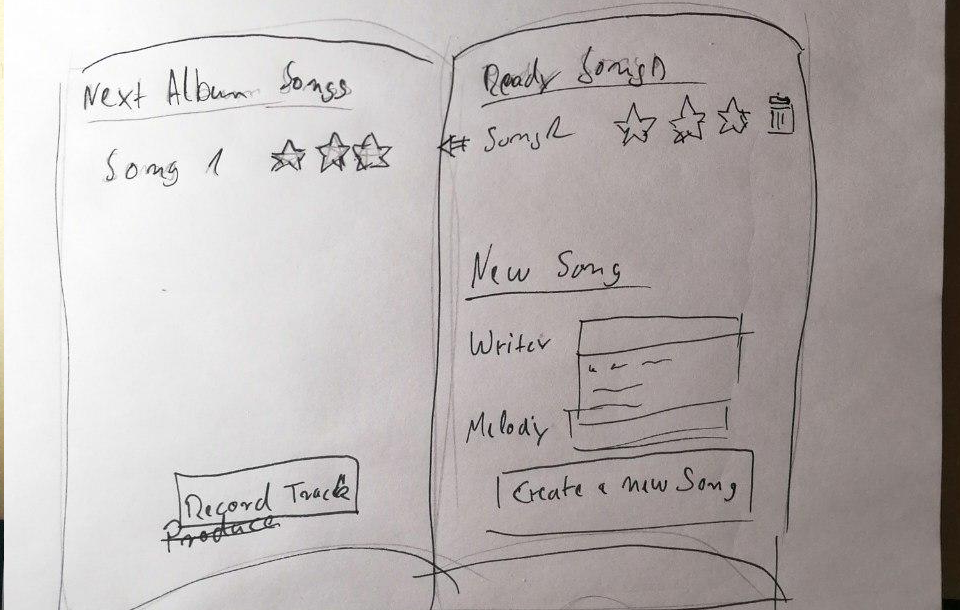 Next Album Songs
Song 1
Record Track
Produce
Ready Songs
Song 2
New Song
Writer
Melody
Create a new Song